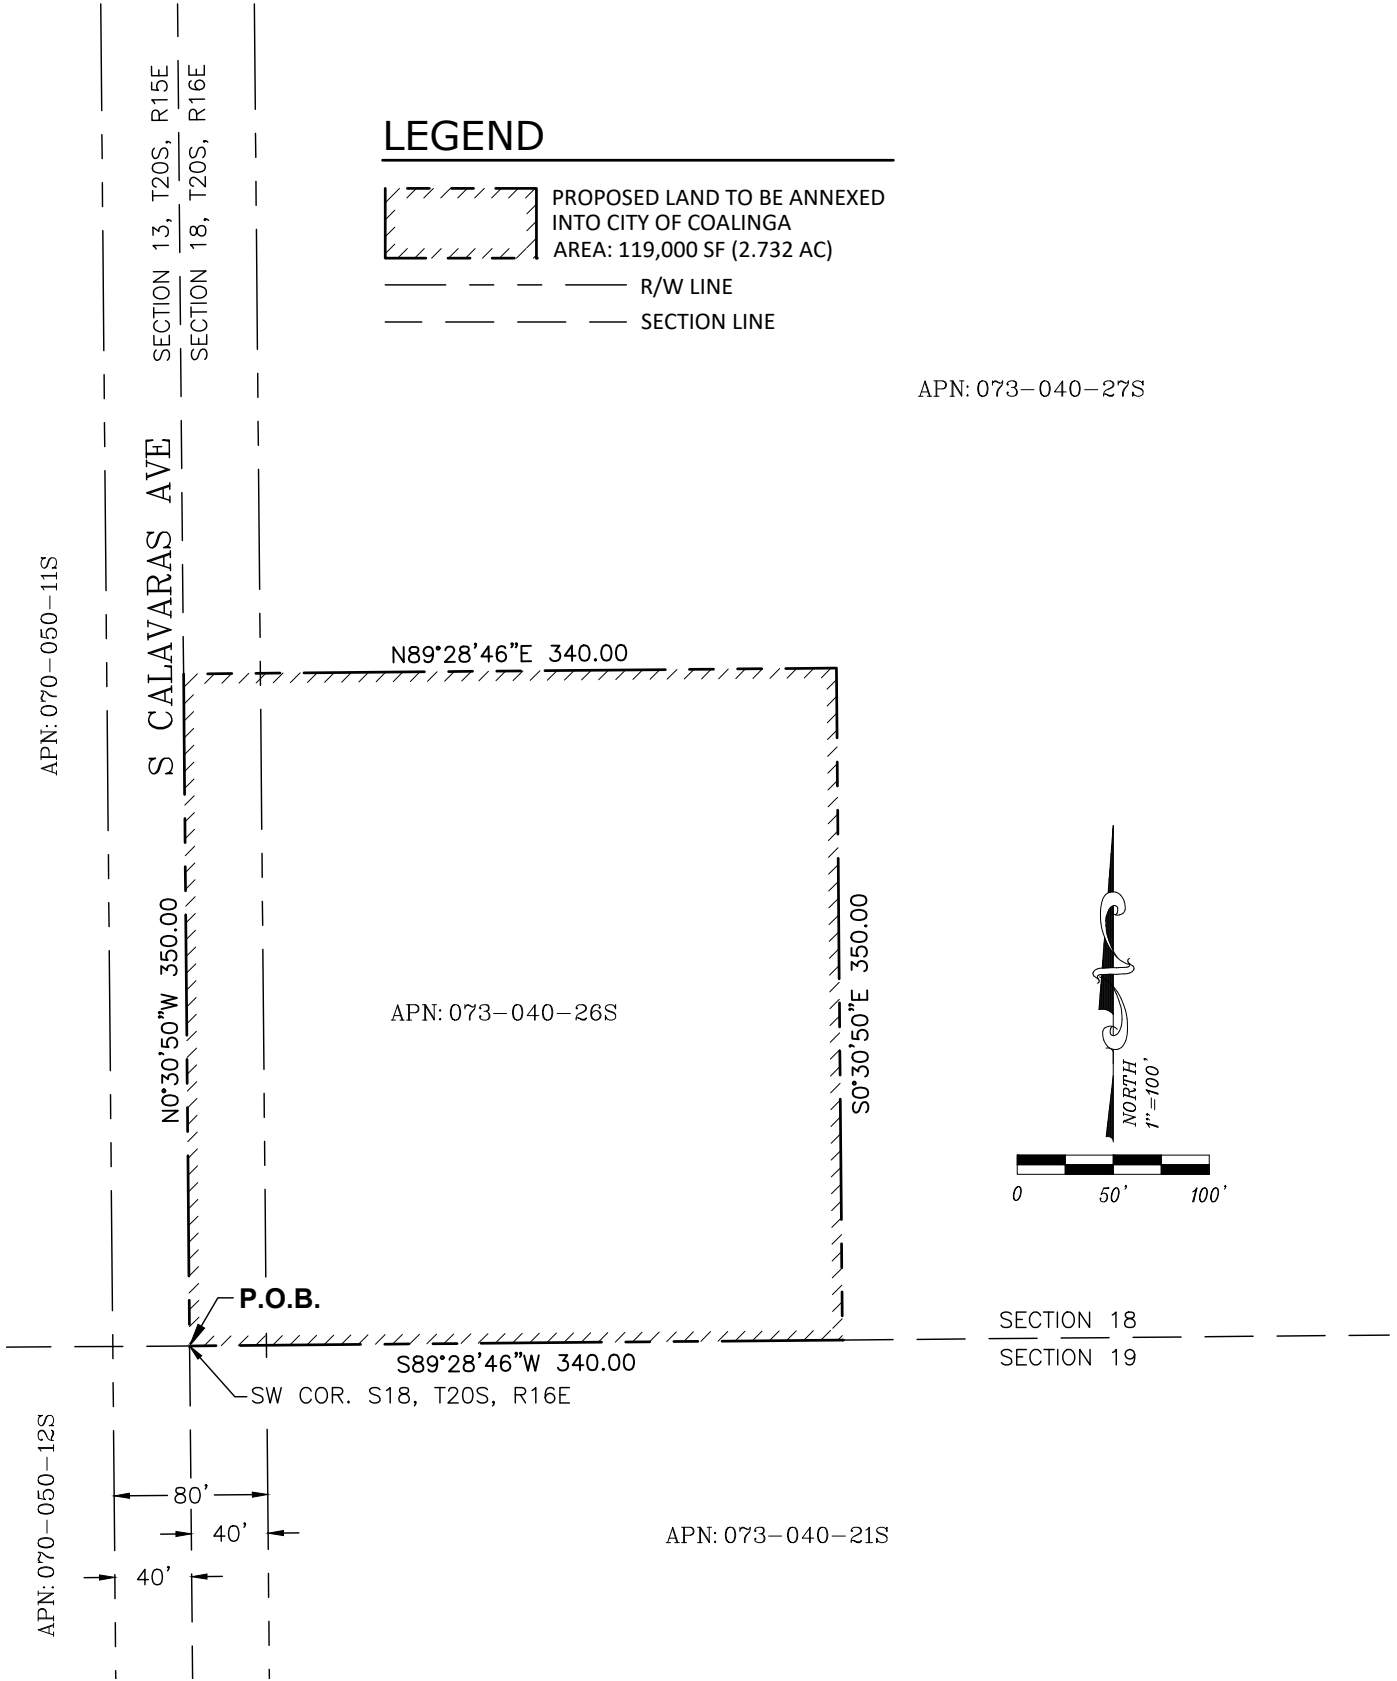 SECTION 13, T20S, R15E
SECTION 18, T20S, R16E
LEGEND
PROPOSED LAND TO BE ANNEXED
INTO CITY OF COALINGA
AREA: 119,000 SF (2.732 AC)
R/W LINE
SECTION LINE
APN: 073-040-27S
S CALAVARAS AVE
APN: 070-050-11S
N89°28'46"E 340.00
N0°30'50"W 350.00
APN: 073-040-26S
S0°30'50"E 350.00
NORTH
1"=100'
0 50' 100'
P.O.B.
SECTION 18
SECTION 19
S89°28'46"W 340.00
SW COR. S18, T20S, R16E
APN: 070-050-12S
80'
40'
40'
APN: 073-040-21S